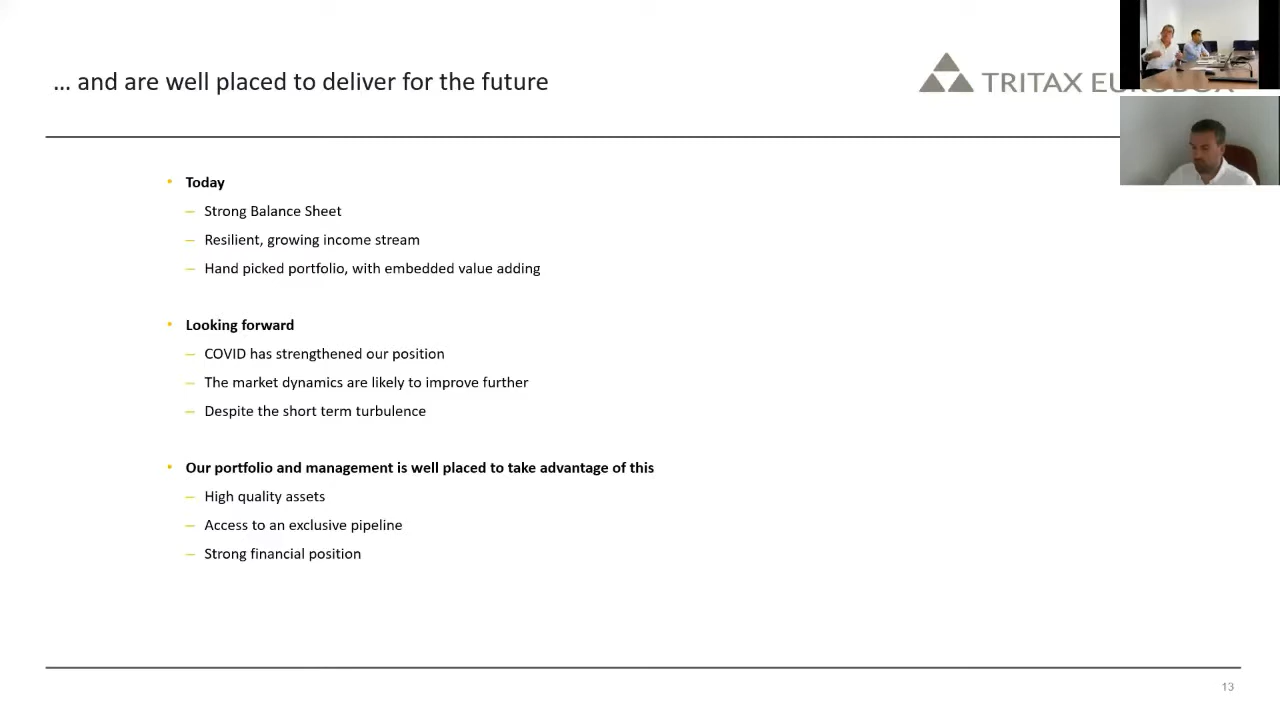 ... and are well placed to deliver for the future
TRITAX EUROBOX
• Today
– Strong Balance Sheet
– Resilient, growing income stream
– Hand picked portfolio, with embedded value adding
• Looking forward
– COVID has strengthened our position
– The market dynamics are likely to improve further
– Despite the short term turbulence
• Our portfolio and management is well placed to take advantage of this
– High quality assets
– Access to an exclusive pipeline
– Strong financial position
13